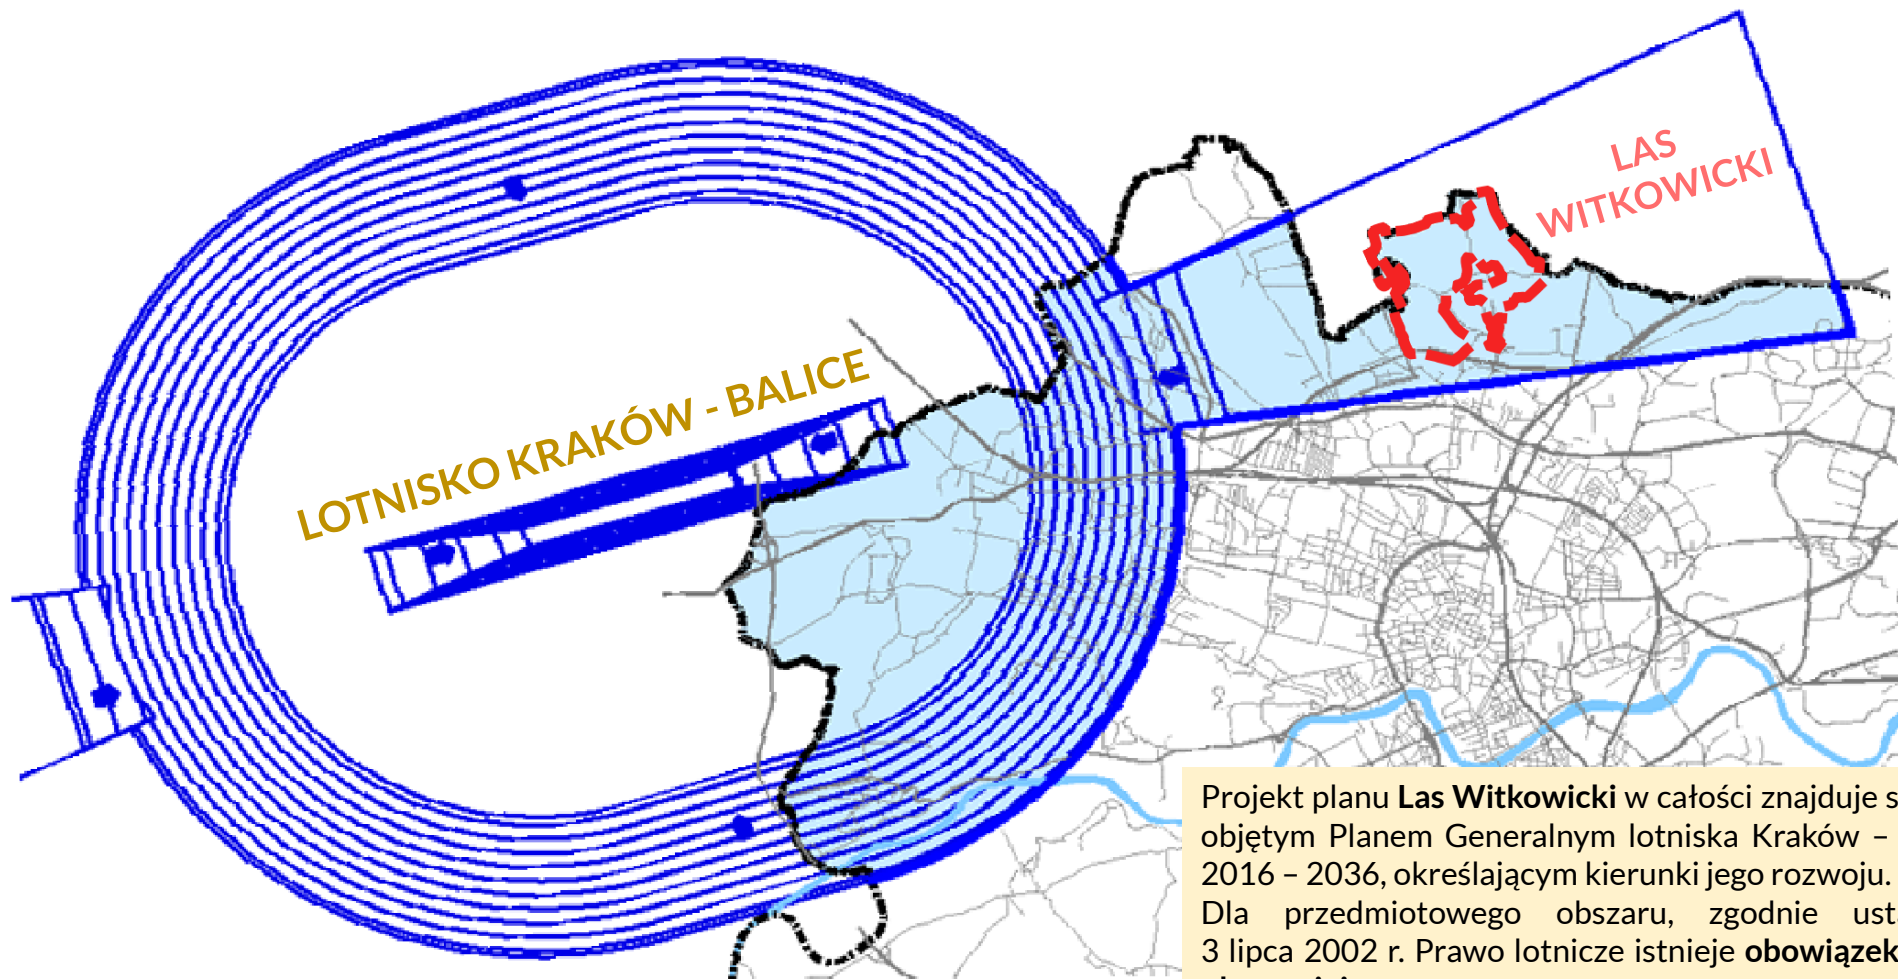 LAS
WITKOWICKI
LOTNISKO KRAKÓW - BALICE
Projekt planu Las Witkowicki w całości znajduje s
objętym Planem Generalnym lotniska Kraków –
2016 – 2036, określającym kierunki jego rozwoju.
Dla przedmiotowego obszaru, zgodnie ust
3 lipca 2002 r. Prawo lotnicze istnieje obowiązek